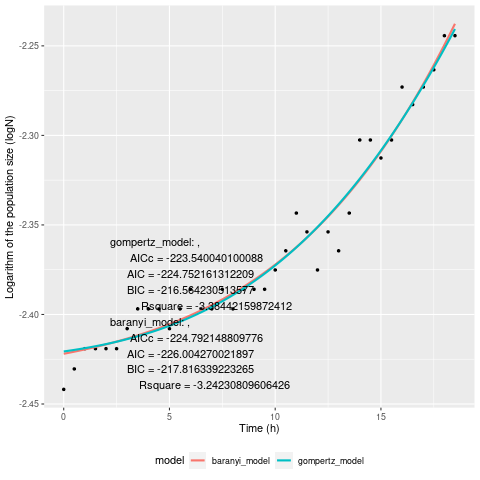 -2.25
-2.30
-2.35
-2.40
-2.45
Logarithm of the population size (logN)
gompertz_model: ,
AICc = -223.540040100088
AIC = -224.752161312209
BIC = -216.564230513577
Rsquare = -3.38442159872412
baranyi_model: ,
AICc = -224.792148809776
AIC = -226.004270021897
BIC = -217.816339223265
Rsquare = -3.24230809606426
0 5 10 15
Time (h)
model baranyi_model gompertz_model